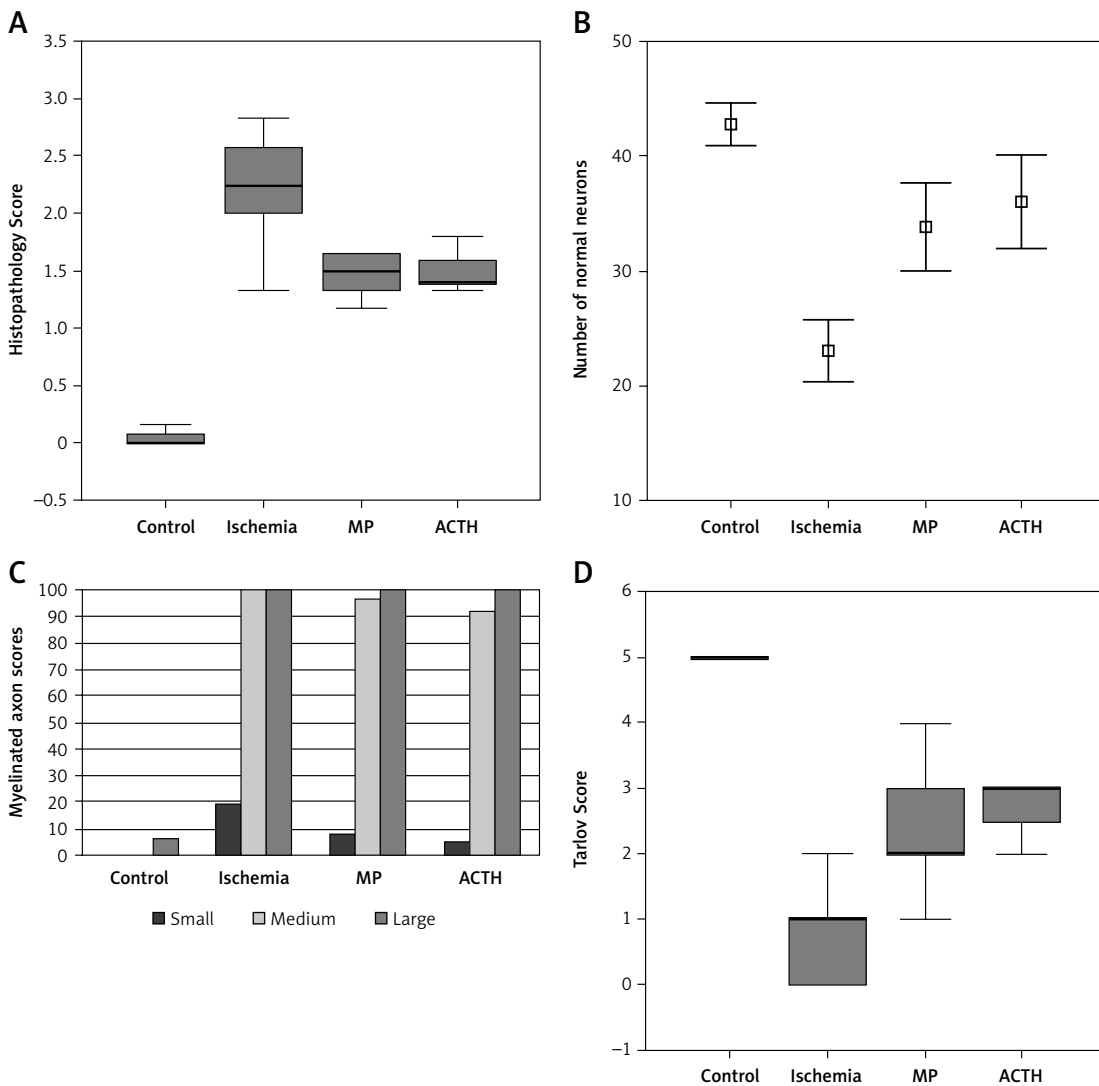 A
Histopathology Score
3.5
3.0
2.5
2.0
1.5
1.0
0.5
0
−0.5
Control Ischemia MP ACTH
B
Number of normal neurons
50
40
30
20
10
Control Ischemia MP ACTH
C
Myelinated axon scores
100
90
80
70
60
50
40
30
20
10
0
Control Ischemia MP ACTH
Small Medium Large
D
Tarlov Score
6
5
4
3
2
1
0
−1
Control Ischemia MP ACTH